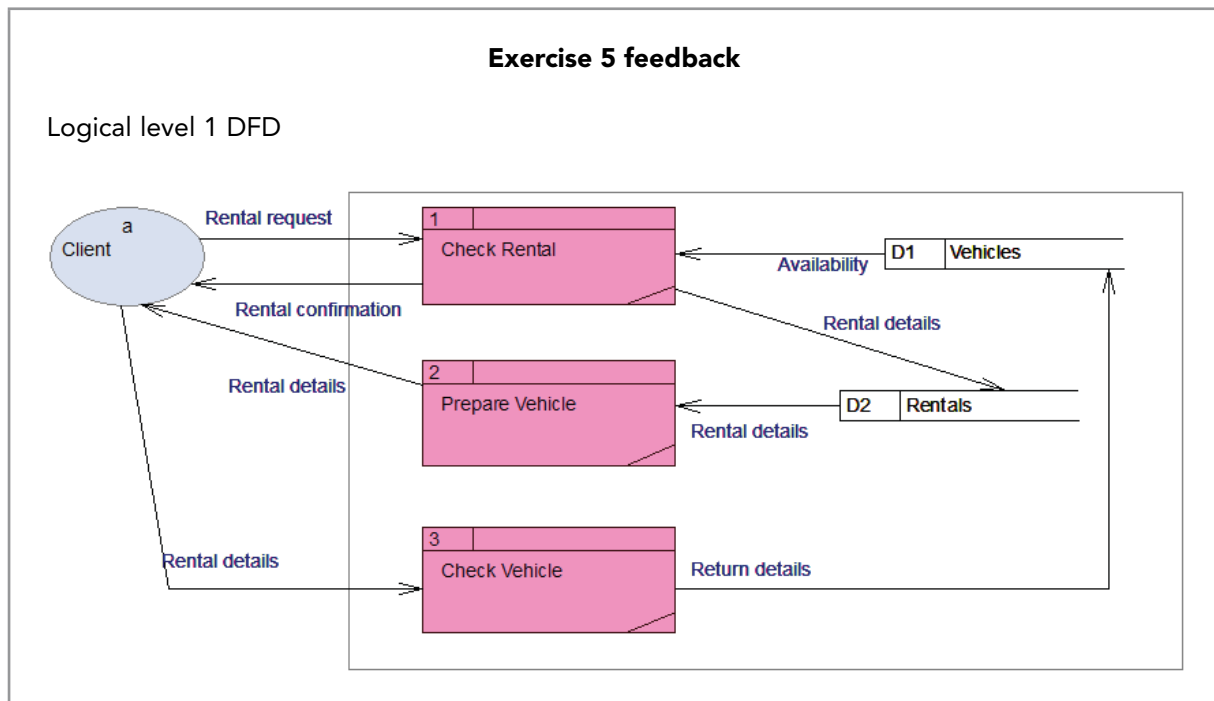 Exercise 5 feedback
Logical level 1 DFD
a
Client
Rental request
Rental confirmation
1
Check Rental
Availability
D1 Vehicles
Rental details
Rental details
2
Prepare Vehicle
Rental details
D2 Rentals
Rental details
3
Check Vehicle
Return details